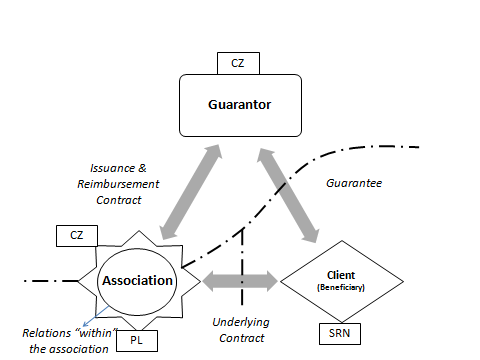 CZ
Guarantor
Issuance &
Reimbursement
Contract
Guarantee
CZ
Association
Client
(Beneficiary)
Relations "within"
the association
PL
Underlying
Contract
SRN